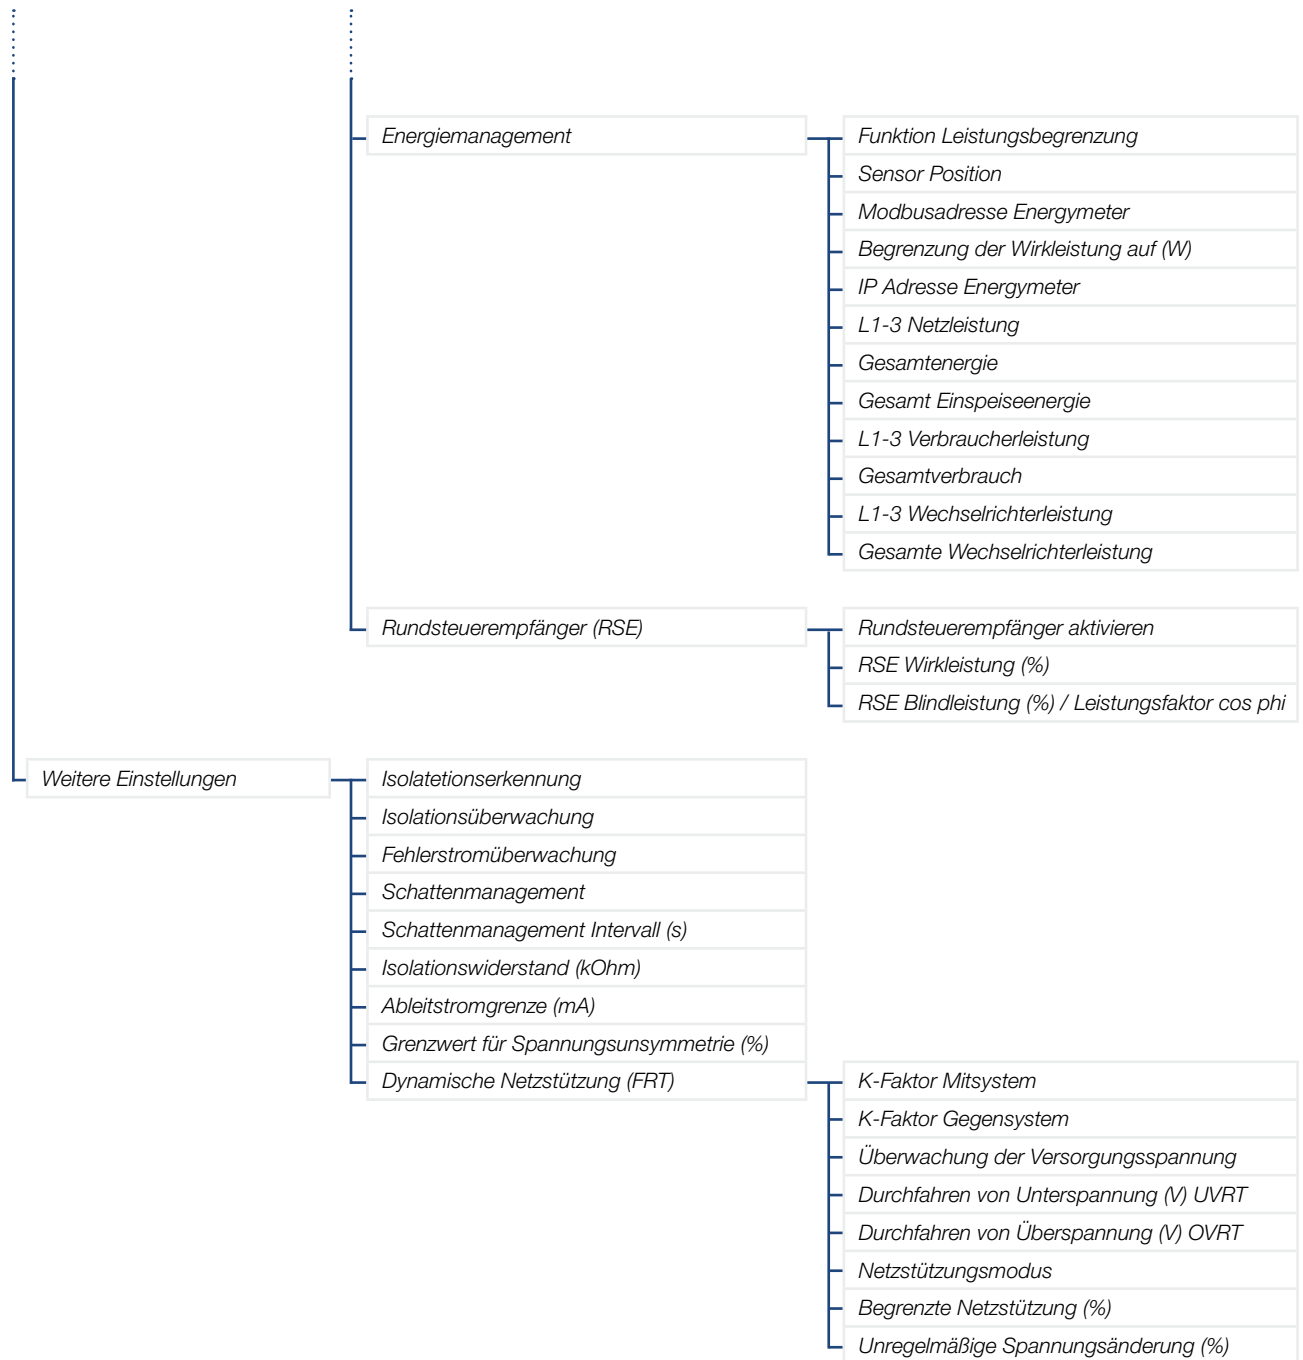 Energiemanagement
Funktion Leistungsbegrenzung
Sensor Position
Modbusadresse Energymeter
Begrenzung der Wirkleistung auf (W)
IP Adresse Energymeter
L1-3 Netzleistung
Gesamtenergie
Gesamt Einspeiseenergie
L1-3 Verbraucherleistung
Gesamtverbrauch
L1-3 Wechselrichterleistung
Gesamte Wechselrichterleistung
Rundsteuerempfänger (RSE)
Rundsteuerempfänger aktivieren
RSE Wirkleistung (%)
RSE Blindleistung (%) / Leistungsfaktor cos phi
Weitere Einstellungen
Isolatetionserkennung
Isolationsüberwachung
Fehlerstromüberwachung
Schattenmanagement
Schattenmanagement Intervall (s)
Isolationswiderstand (kOhm)
Ableitstromgrenze (mA)
Grenzwert für Spannungsunsymmetrie (%)
Dynamische Netzstützung (FRT)
K-Faktor Mitsystem
K-Faktor Gegensystem
Überwachung der Versorgungsspannung
Durchfahren von Unterspannung (V) UVRT
Durchfahren von Überspannung (V) OVRT
Netzstützungsmodus
Begrenzte Netzstützung (%)
Unregelmäßige Spannungsänderung (%)